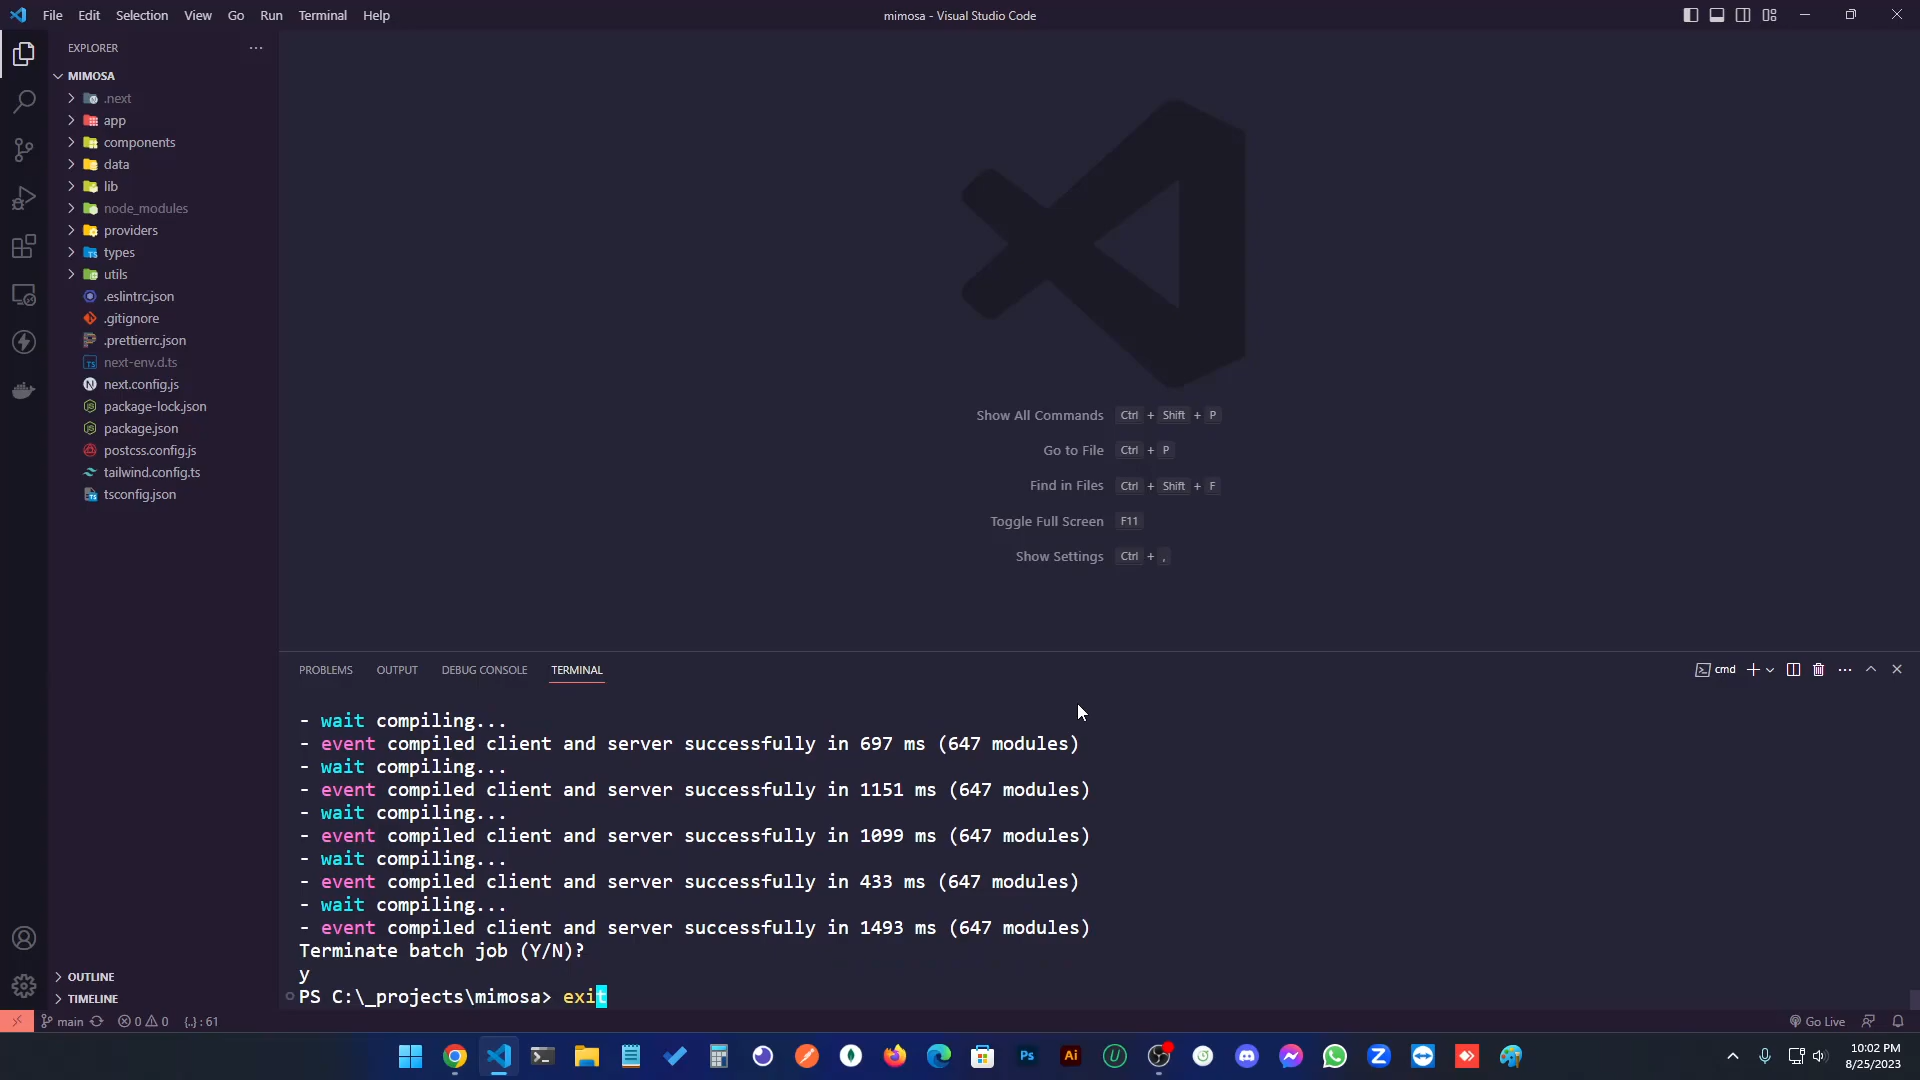 File Edit Selection View Go Run Terminal Help
mimosa - Visual Studio Code
EXPLORER
MIMOSA
.next
app
components
data
lib
node_modules
providers
types
utils
.eslintrc.json
.gitignore
.prettierrc.json
next-env.d.ts
next.config.js
package-lock.json
package.json
postcss.config.js
tailwind.config.ts
tsconfig.json
OUTLINE
TIMELINE
Show All Commands Ctrl + Shift + P
Go to File Ctrl + P
Find in Files Ctrl + Shift + F
Toggle Full Screen F11
Show Settings Ctrl + ,
PROBLEMS OUTPUT DEBUG CONSOLE TERMINAL
cmd
- wait compiling...
- event compiled client and server successfully in 697 ms (647 modules)
- wait compiling...
- event compiled client and server successfully in 1151 ms (647 modules)
- wait compiling...
- event compiled client and server successfully in 1099 ms (647 modules)
- wait compiling...
- event compiled client and server successfully in 433 ms (647 modules)
- wait compiling...
- event compiled client and server successfully in 1493 ms (647 modules)
Terminate batch job (Y/N)?
y
PS C:\_projects\mimosa> exit
main 0 0 {..} : 61
Go Live
Ps Ai
10:02 PM
8/25/2023